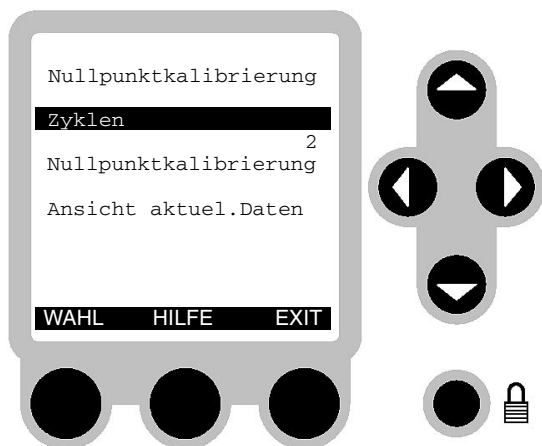 Nullpunktkalibrierung
Zyklen
2
Nullpunktkalibrierung
Ansicht aktuel.Daten
WAHL HILFE EXIT